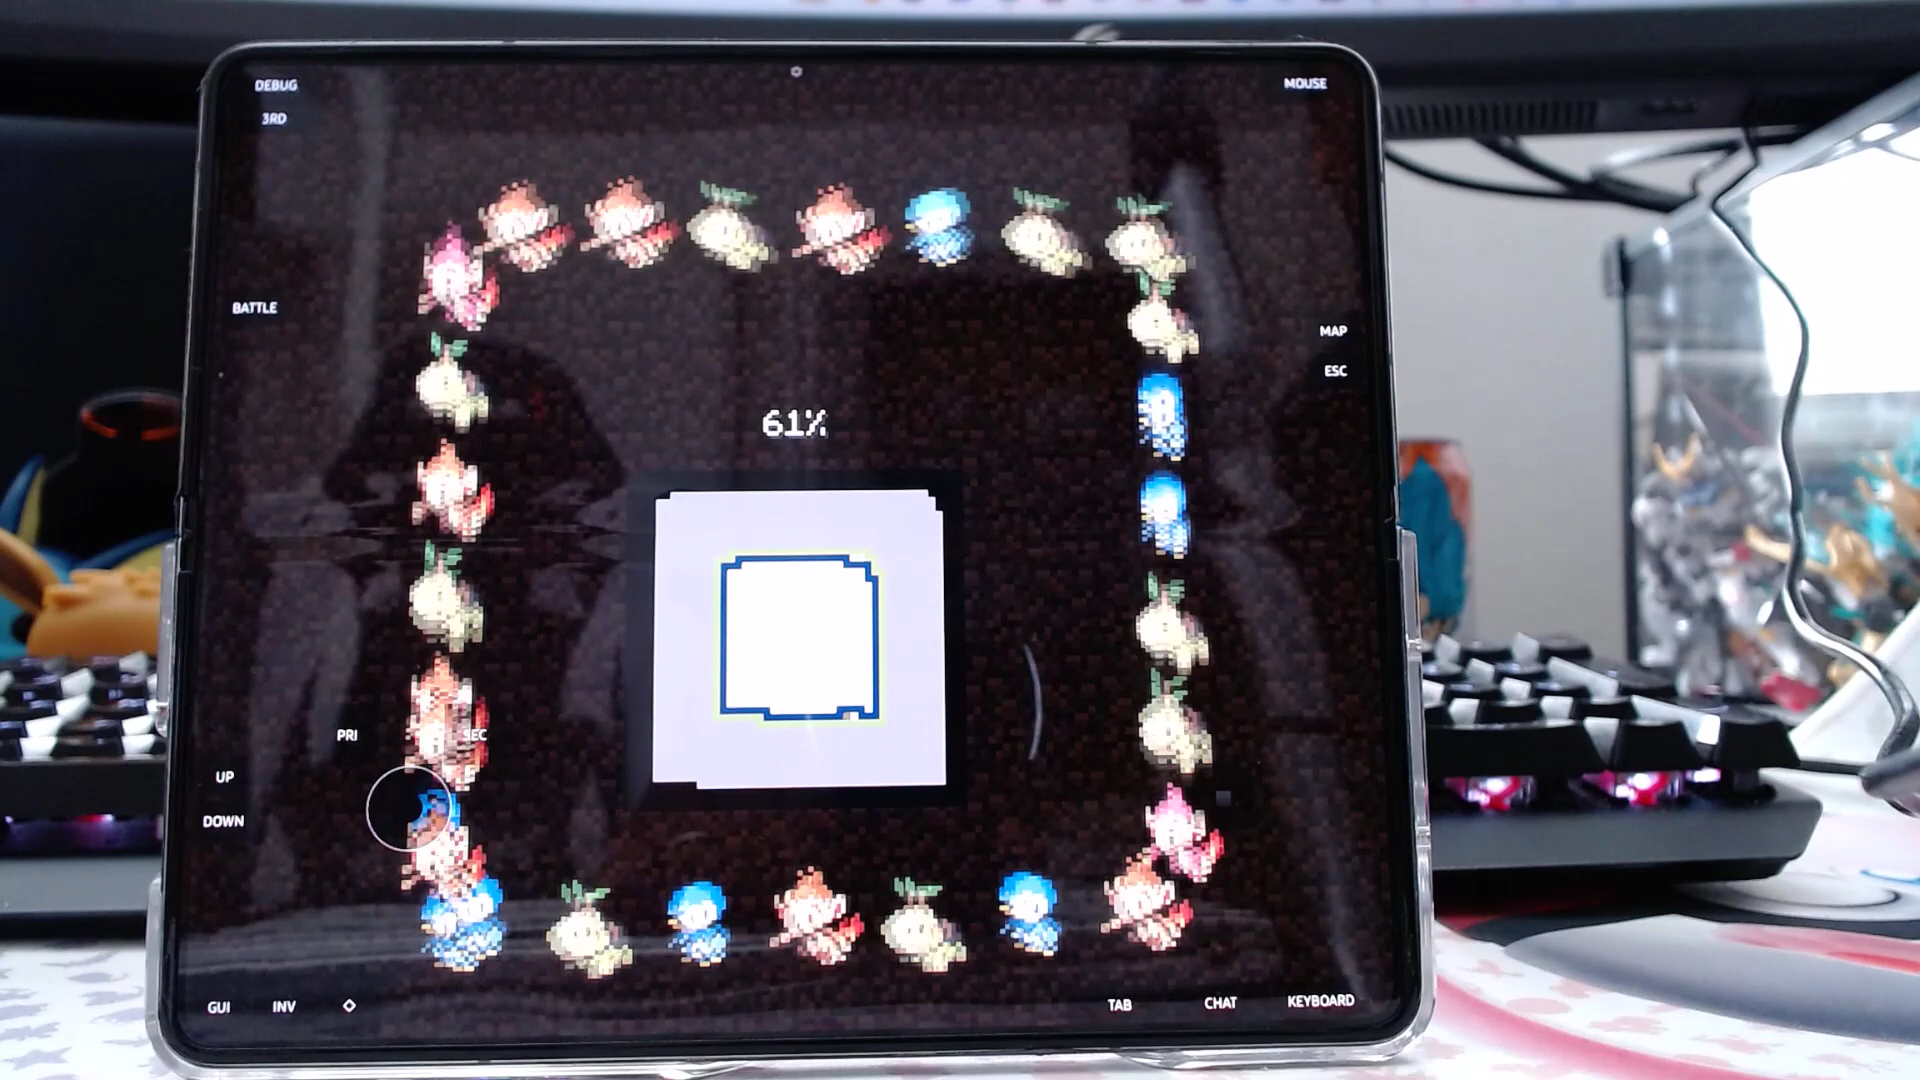 DEBUG
MOUSE
3RD
BATTLE
MAP
ESC
61%
PRI
SEC
UP
DOWN
GUI
INV
TAB
CHAT
KEYBOARD